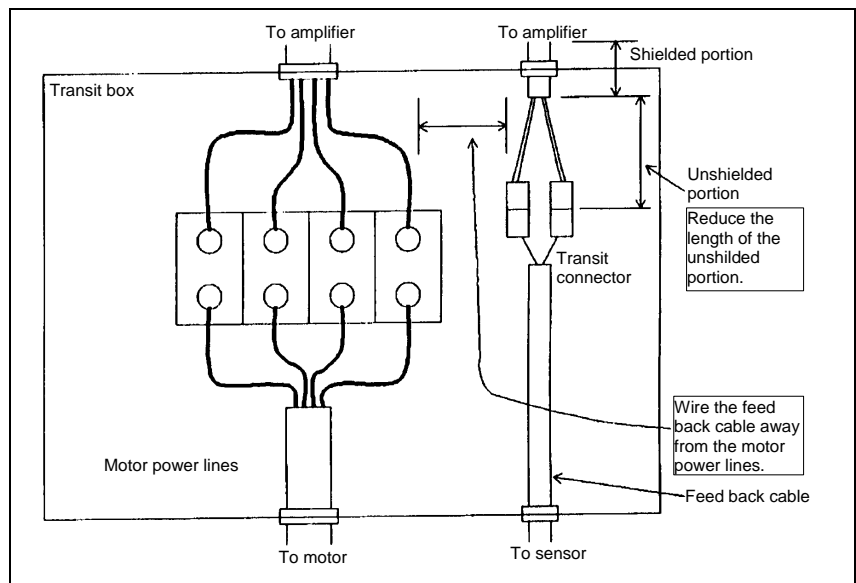 To amplifier
To amplifier
Shielded portion
Transit box
Unshielded
portion
Reduce the
length of the
unshilded
portion.
Transit
connector
Wire the feed
back cable away
from the motor
power lines.
Motor power lines
Feed back cable
To motor
To sensor